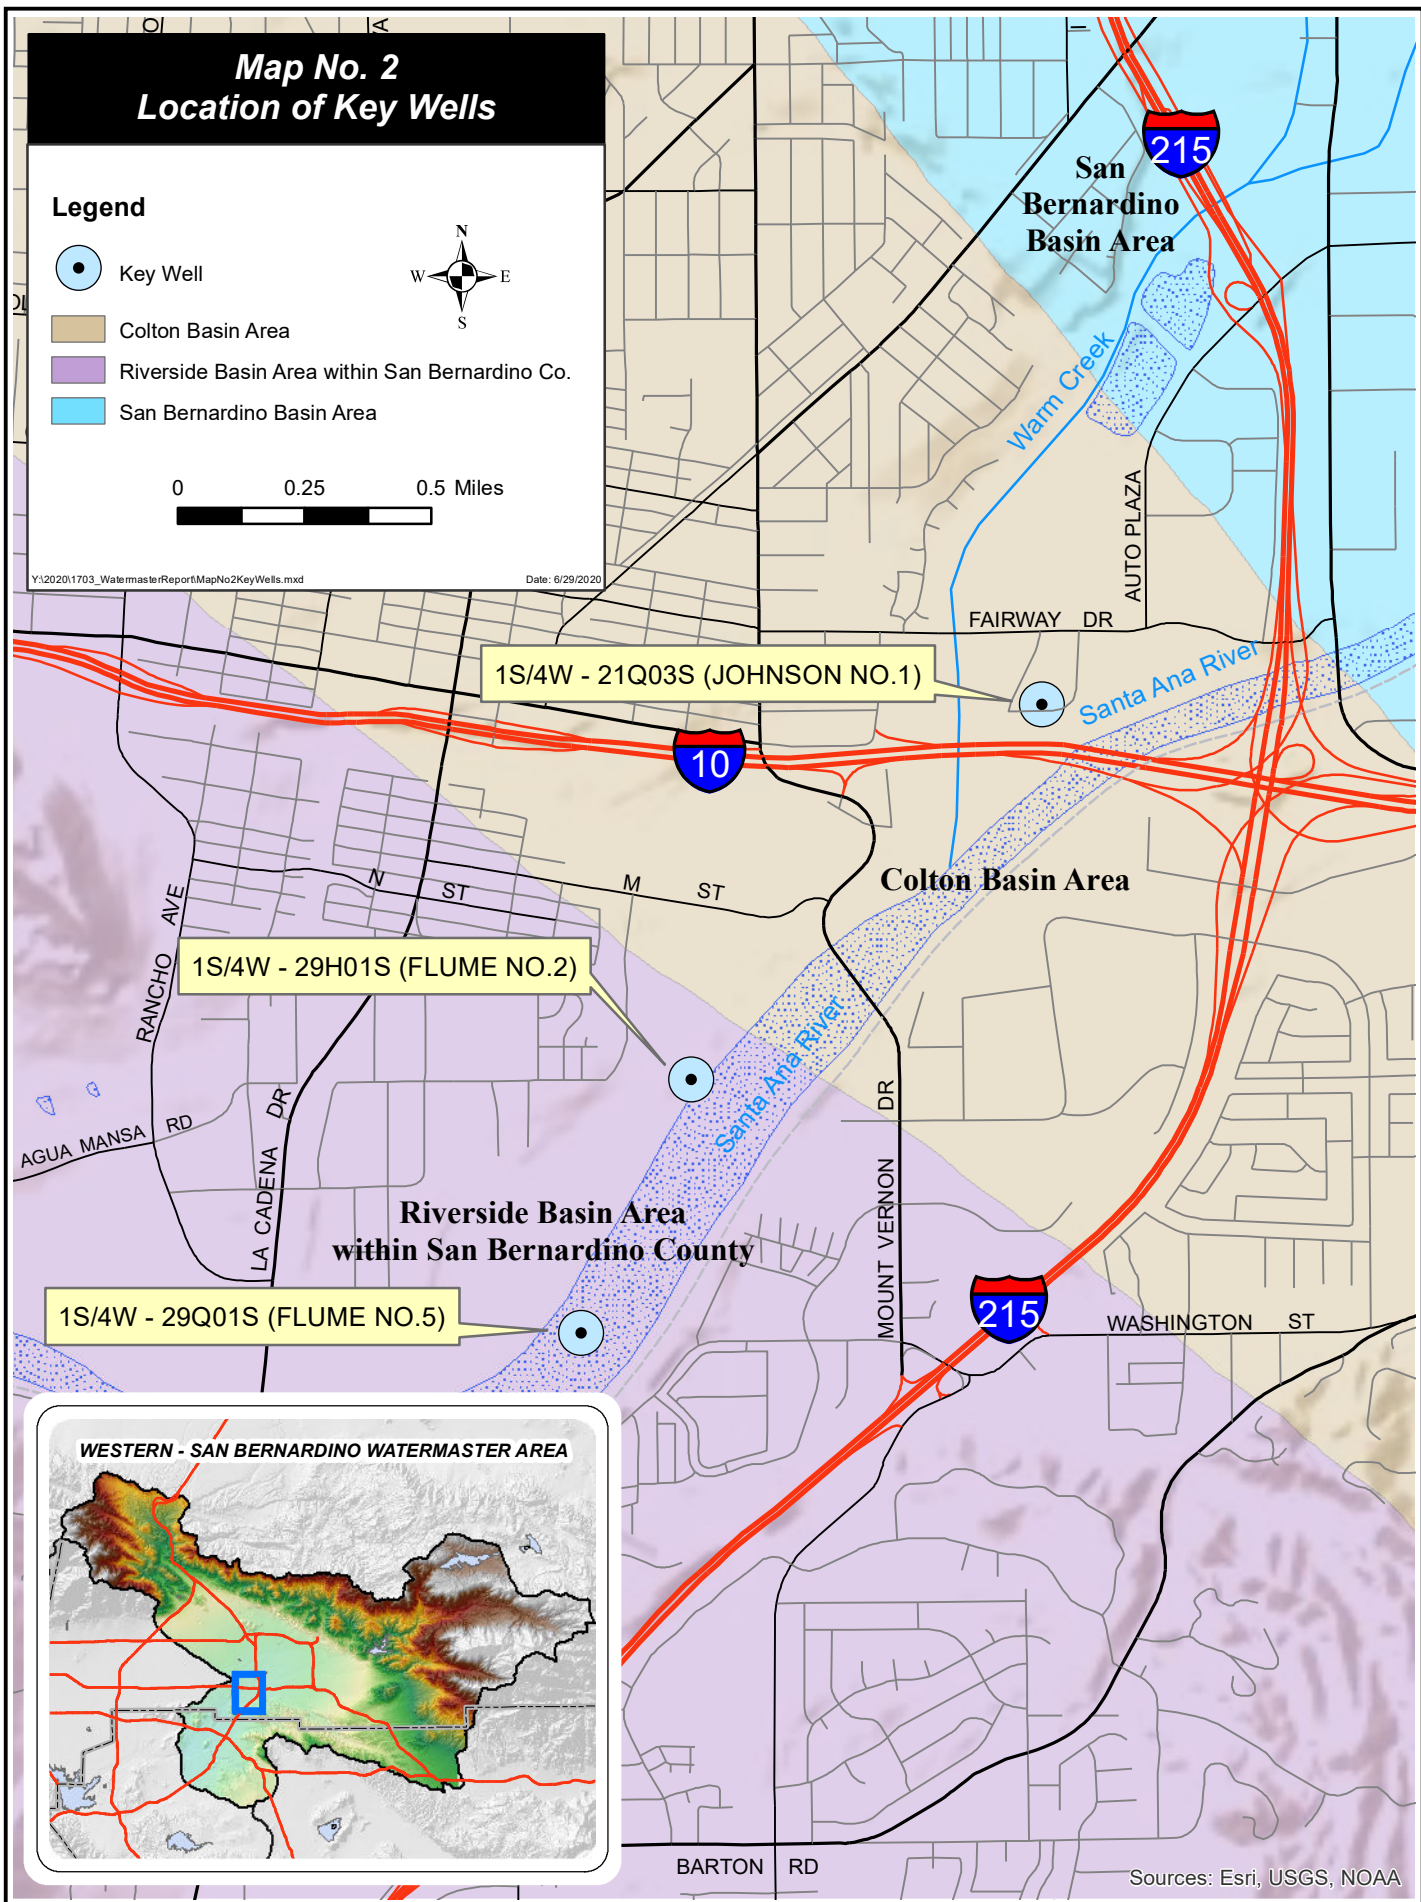 Map No. 2
Location of Key Wells
Legend
N
W
E
S
Key Well
Colton Basin Area
Riverside Basin Area within San Bernardino Co.
San Bernardino Basin Area
0
0.25
0.5 Miles
Y:\2020\1703_WatermasterReport\MapNo2KeyWells.mxd
Date: 6/29/2020
215
San
Bernardino
Basin Area
Warm Creek
AUTO PLAZA
FAIRWAY DR
1S/4W - 21Q03S (JOHNSON NO.1)
Santa Ana River
10
Colton Basin Area
N ST
M ST
RANCHO AVE
1S/4W - 29H01S (FLUME NO.2)
Santa Ana River
AGUA MANSA RD
LA CADENA DR
MOUNT VERNON DR
Riverside Basin Area
within San Bernardino County
1S/4W - 29Q01S (FLUME NO.5)
215
WASHINGTON ST
WESTERN - SAN BERNARDINO WATERMASTER AREA
BARTON RD
Sources: Esri, USGS, NOAA